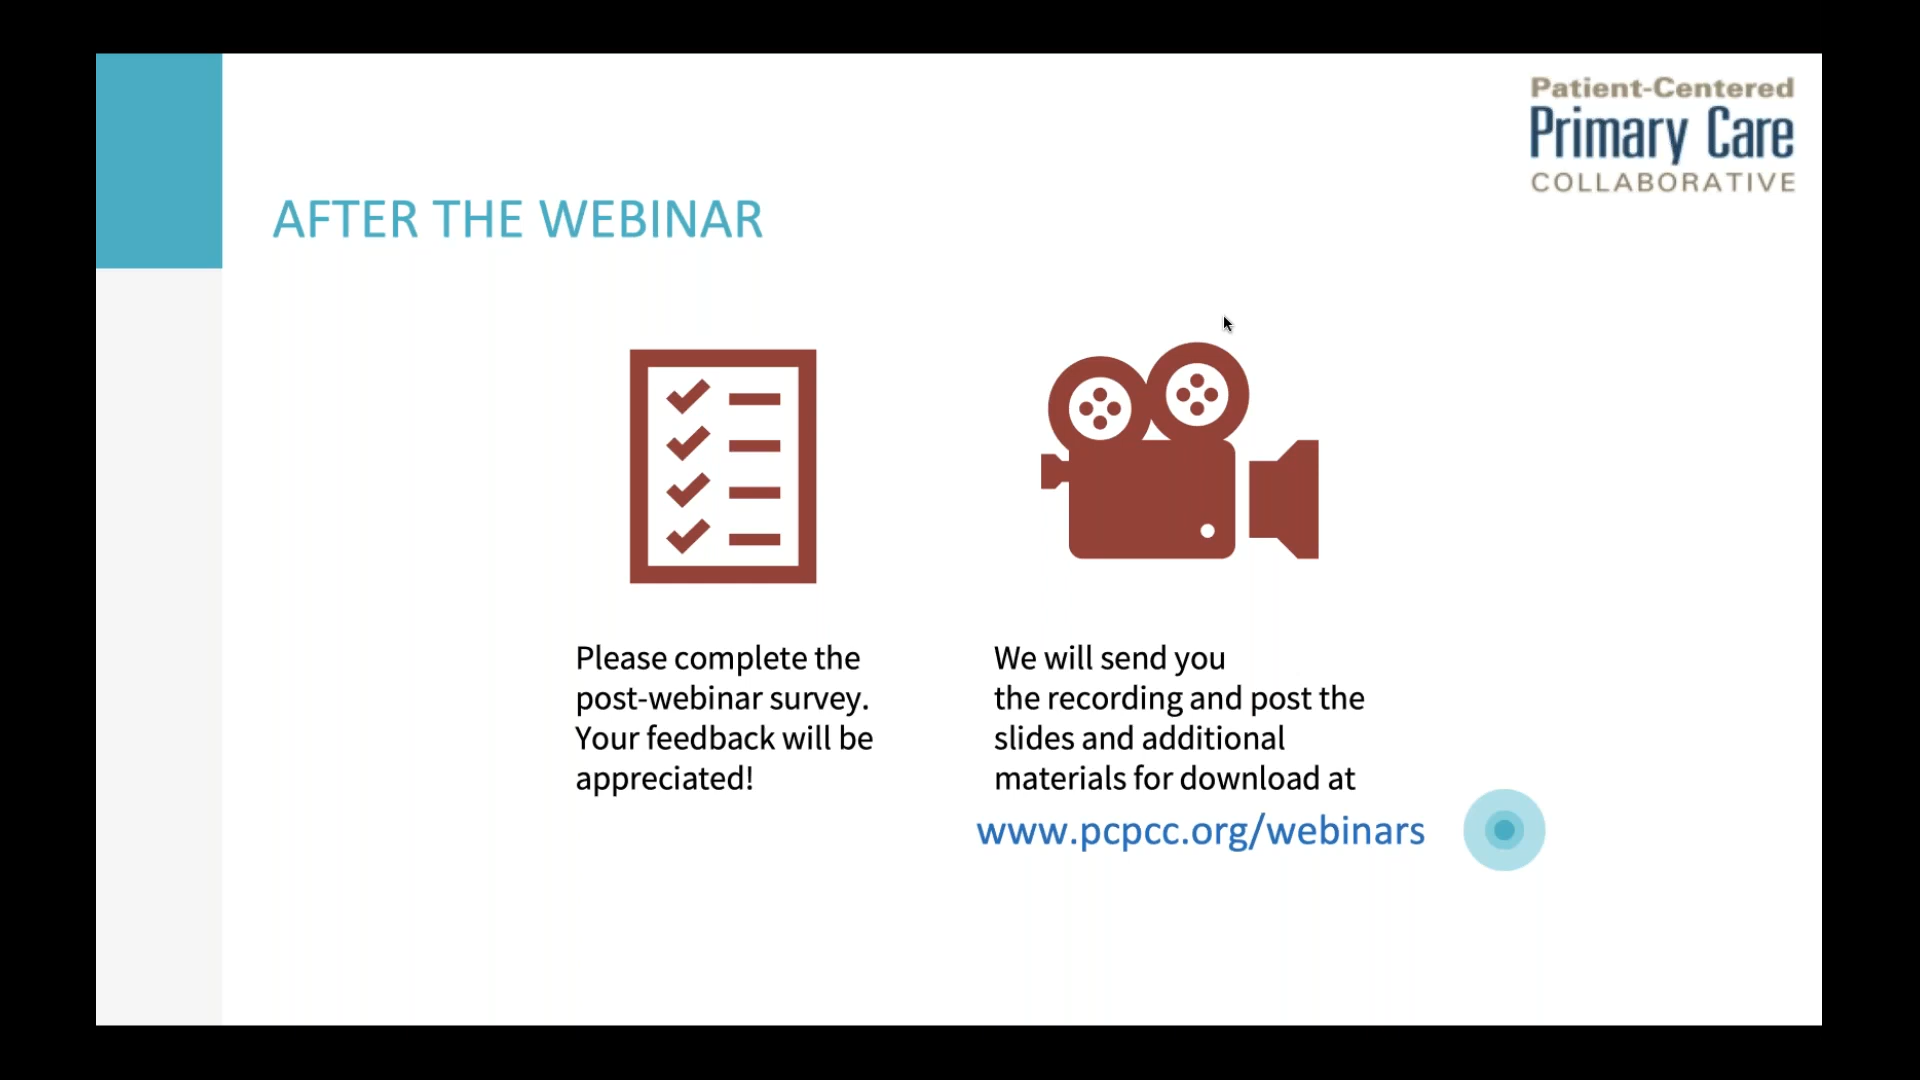 Patient-Centered
Primary Care
COLLABORATIVE
AFTER THE WEBINAR
Please complete the
post-webinar survey.
Your feedback will be
appreciated!
We will send you
the recording and post the
slides and additional
materials for download at
www.pcpcc.org/webinars